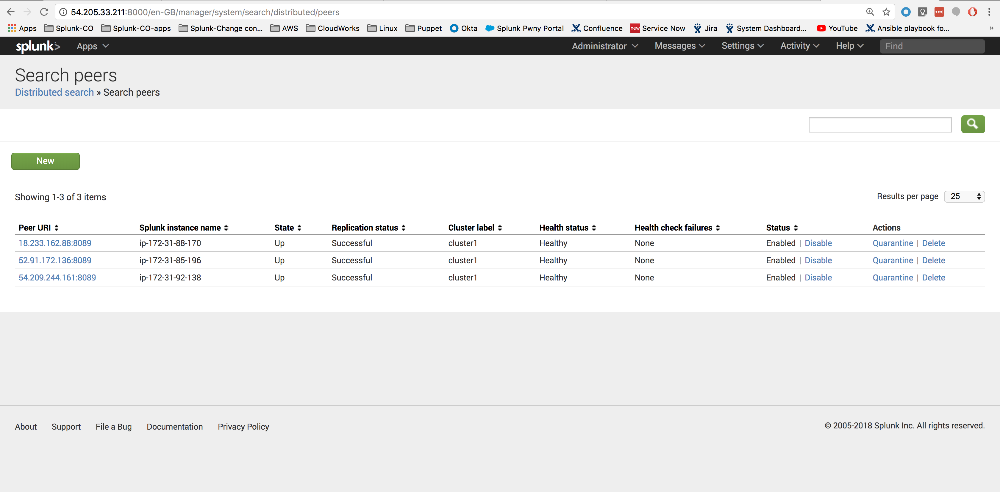 54.205.33.211:8000/en-GB/manager/system/search/distributed/peers
Apps Splunk-CO Splunk-CO-apps Splunk-Change con... AWS CloudWorks Linux Puppet Okta Splunk Pwny Portal Confluence now Service Now Jira System Dashboard... YouTube Ansible playbook fo... »
splunk> Apps Administrator Messages Settings Activity Help Find
Search peers
Distributed search » Search peers
New
Showing 1-3 of 3 items Results per page 25
Peer URI Splunk instance name State Replication status Cluster label Health status Health check failures Status Actions
18.233.162.88:8089 ip-172-31-88-170 Up Successful cluster1 Healthy None Enabled | Disable Quarantine | Delete
52.91.172.136:8089 ip-172-31-85-196 Up Successful cluster1 Healthy None Enabled | Disable Quarantine | Delete
54.209.244.161:8089 ip-172-31-92-138 Up Successful cluster1 Healthy None Enabled | Disable Quarantine | Delete
About Support File a Bug Documentation Privacy Policy © 2005-2018 Splunk Inc. All rights reserved.